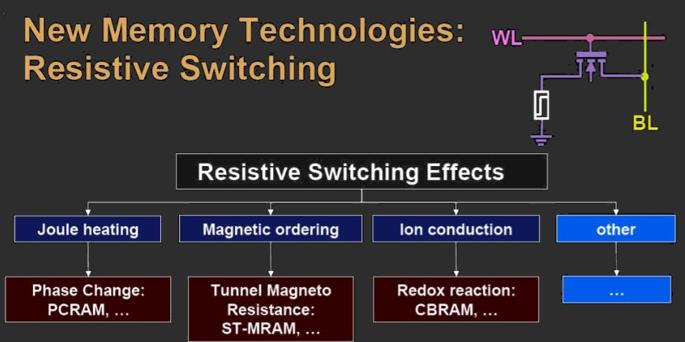 New Memory Technologies:
Resistive Switching
WL
BL
Resistive Switching Effects
Joule heating
Magnetic ordering
Ion conduction
other
Phase Change:
PCRAM, ...
Tunnel Magneto
Resistance:
ST-MRAM, ...
Redox reaction:
CBRAM, ...
...